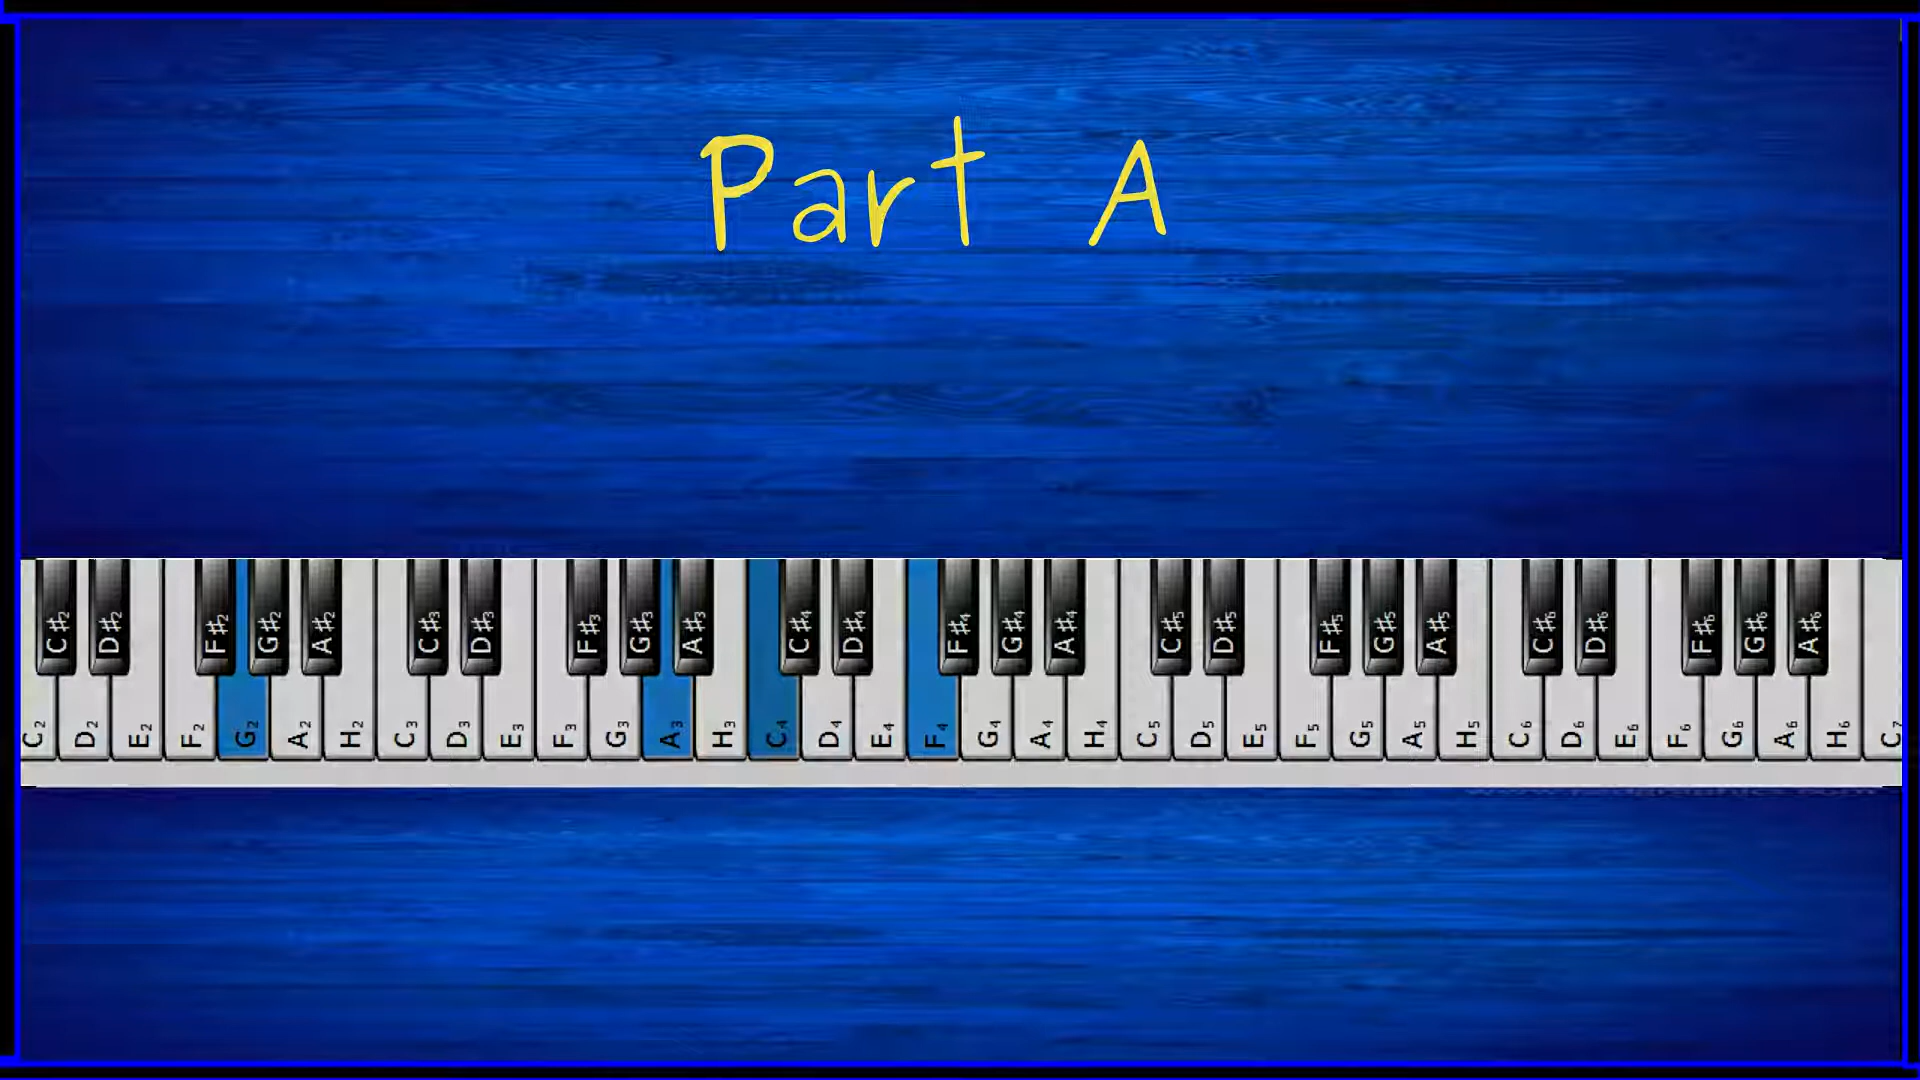 Part A
C♯2 D♯2 F♯2 G♯2 A♯2 C♯3 D♯3 F♯3 G♯3 A♯3 C♯4 D♯4 F♯4 G♯4 A♯4 C♯5 D♯5 F♯5 G♯5 A♯5 C♯6 D♯6 F♯6 G♯6 A♯6
C2 D2 E2 F2 G2 A2 H2 C3 D3 E3 F3 G3 A3 H3 C4 D4 E4 F4 G4 A4 H4 C5 D5 E5 F5 G5 A5 H5 C6 D6 E6 F6 G6 A6 H6 C7